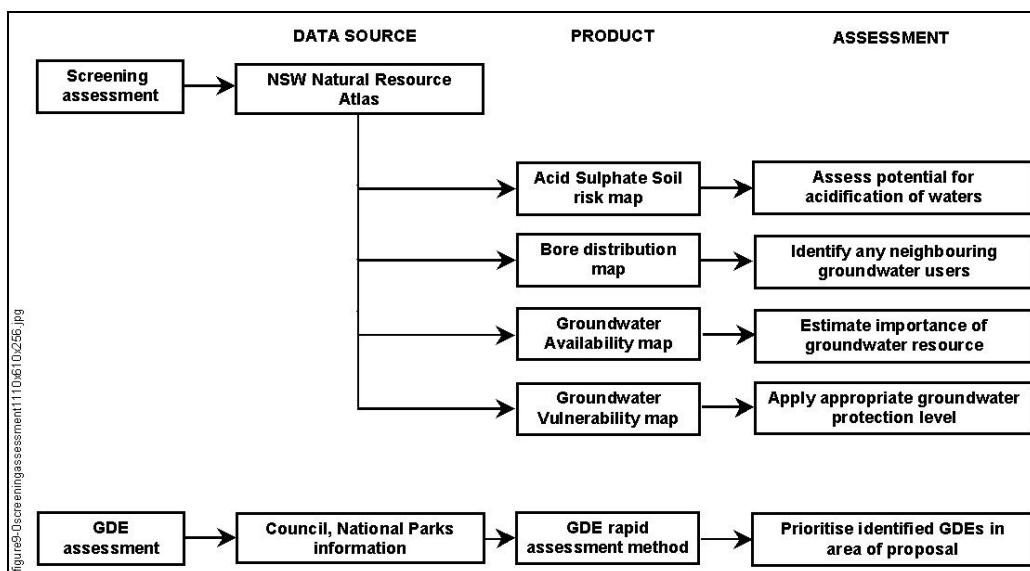 DATA SOURCE
PRODUCT
ASSESSMENT
Screening
assessment
NSW Natural Resource
Atlas
Acid Sulphate Soil
risk map
Assess potential for
acidification of waters
Bore distribution
map
Identify any neighbouring
groundwater users
Groundwater
Availability map
Estimate importance of
groundwater resource
Groundwater
Vulnerability map
Apply appropriate groundwater
protection level
GDE
assessment
Council, National Parks
information
GDE rapid
assessment method
Prioritise identified GDEs in
area of proposal
figure9-0screeningassessment1110x610x256.jpg